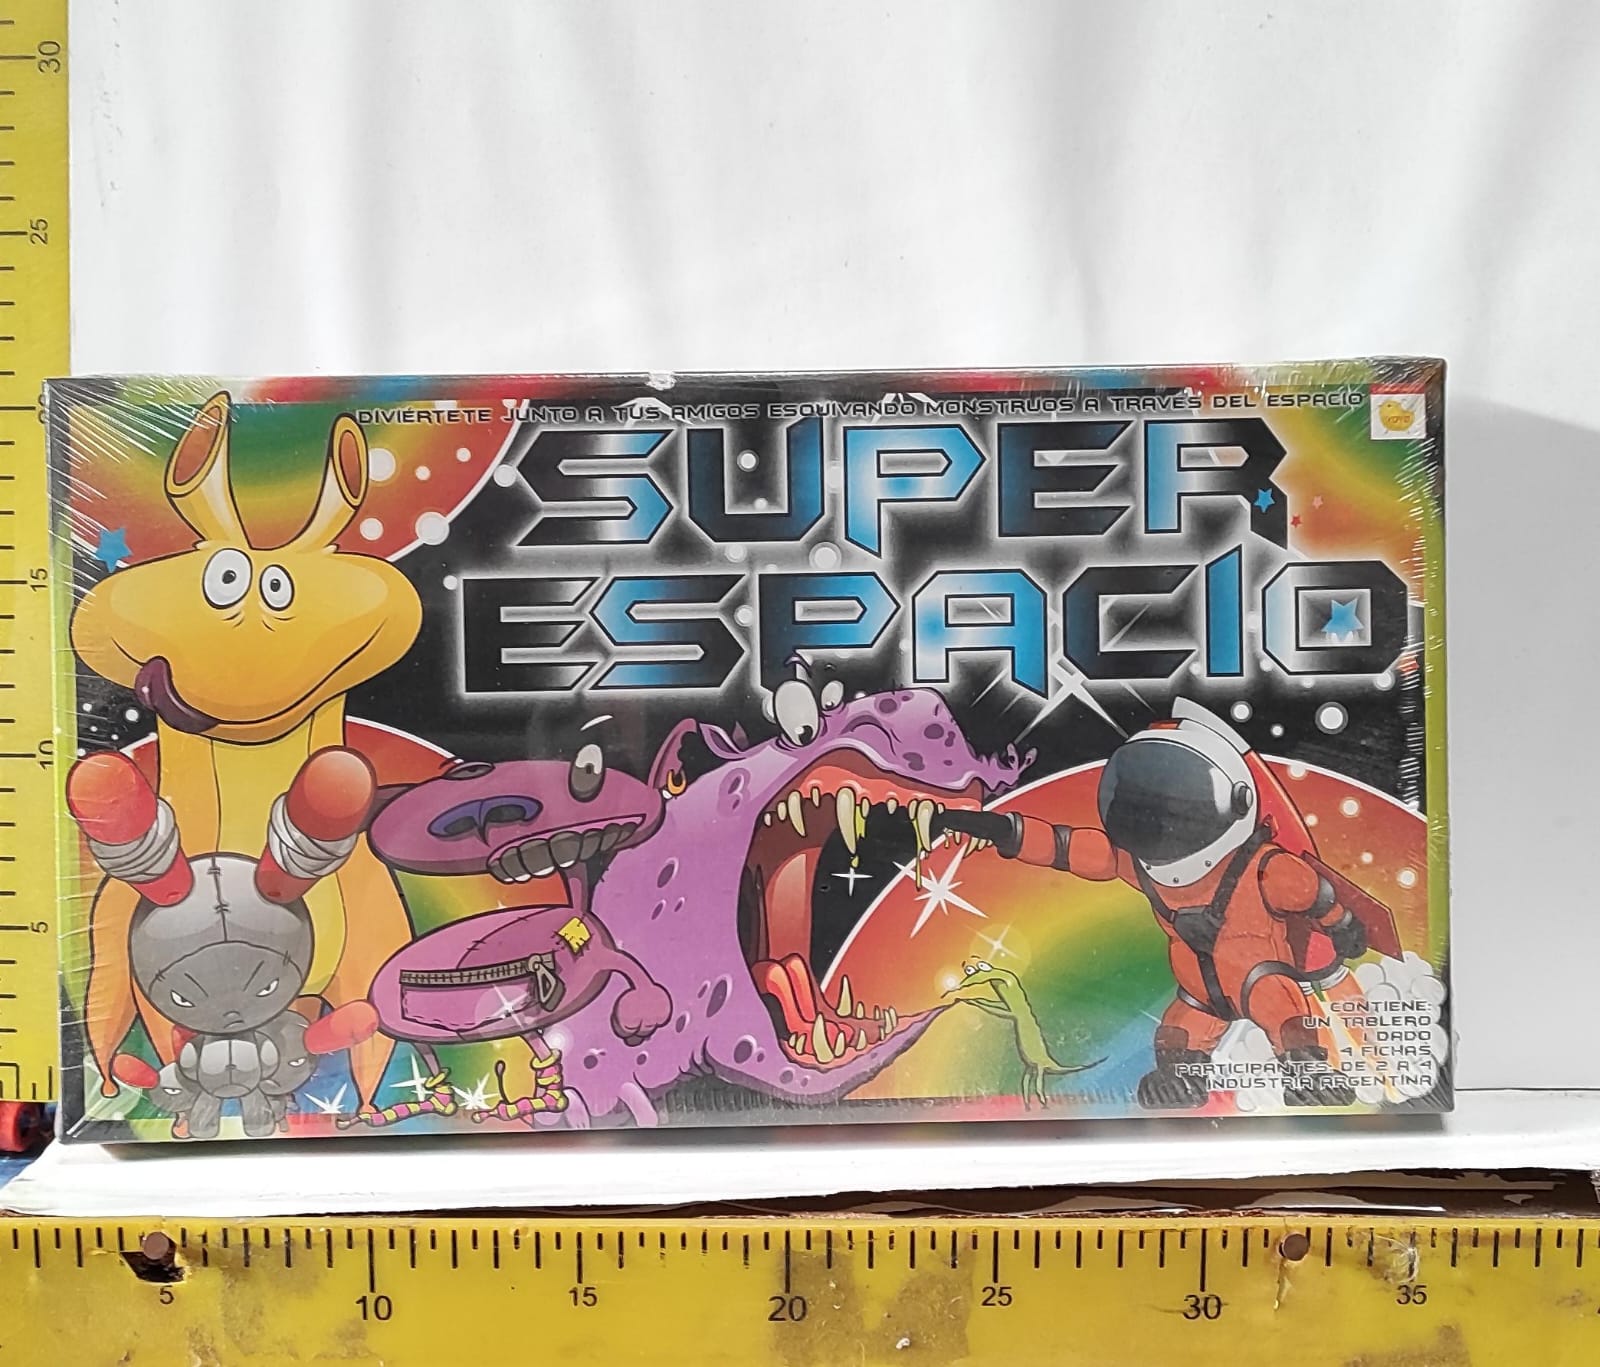 DIVIÉRTETE JUNTO A TUS AMIGOS ESQUIVANDO MONSTRUOS A TRAVÉS DEL ESPACIO
YOYO
SUPER
ESPACIO
CONTIENE:
UN TABLERO
1 DADO
4 FICHAS
PARTICIPANTES: DE 2 A 4
INDUSTRIA ARGENTINA
30
25
15
10
5
5 10 15 20 25 30 35